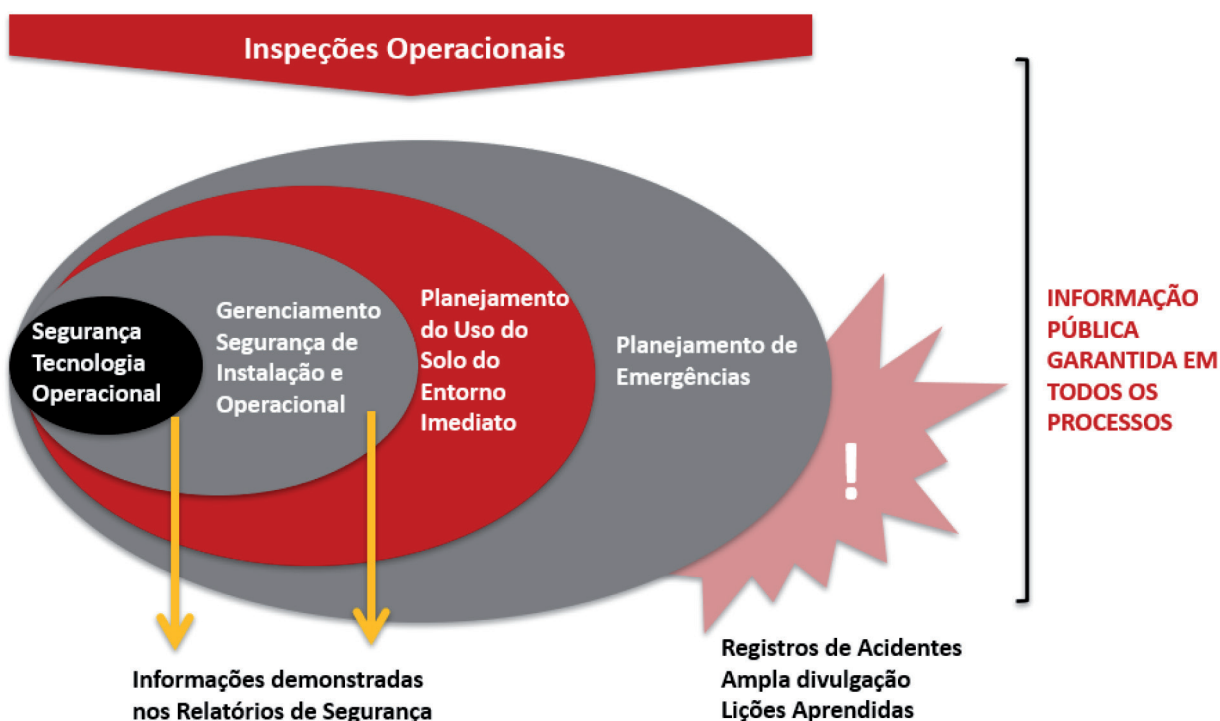 Inspeções Operacionais
Segurança
Tecnologia
Operacional
Gerenciamento
Segurança de
Instalação e
Operacional
Planejamento
do Uso do
Solo do
Entorno
Imediato
Planejamento de
Emergências
!
INFORMAÇÃO
PÚBLICA
GARANTIDA EM
TODOS OS
PROCESSOS
Informações demonstradas
nos Relatórios de Segurança
Registros de Acidentes
Ampla divulgação
Lições Aprendidas